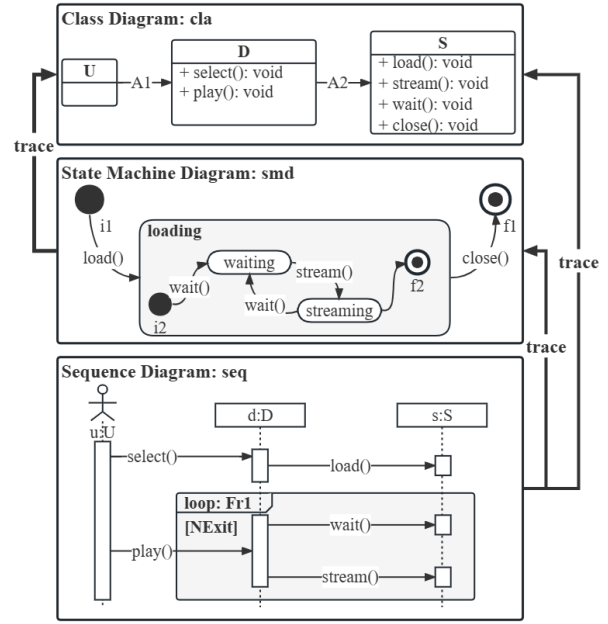 Class Diagram: cla
U
A1
D
+ select(): void
+ play(): void
A2
S
+ load(): void
+ stream(): void
+ wait(): void
+ close(): void
trace
State Machine Diagram: smd
i1
load()
loading
waiting
wait()
i2
stream()
wait()
streaming
f2
close()
f1
trace
trace
Sequence Diagram: seq
u:U
d:D
s:S
select()
load()
loop: Fr1
[NExit]
wait()
play()
stream()